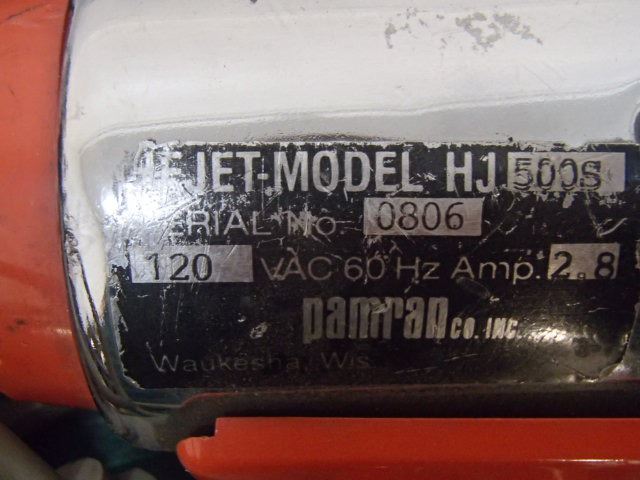 JET-MODEL HJ 500S
ERIAL No. 0806
120 VAC 60 Hz Amp. 2.8
pamran CO. INC.
Waukesha, Wis